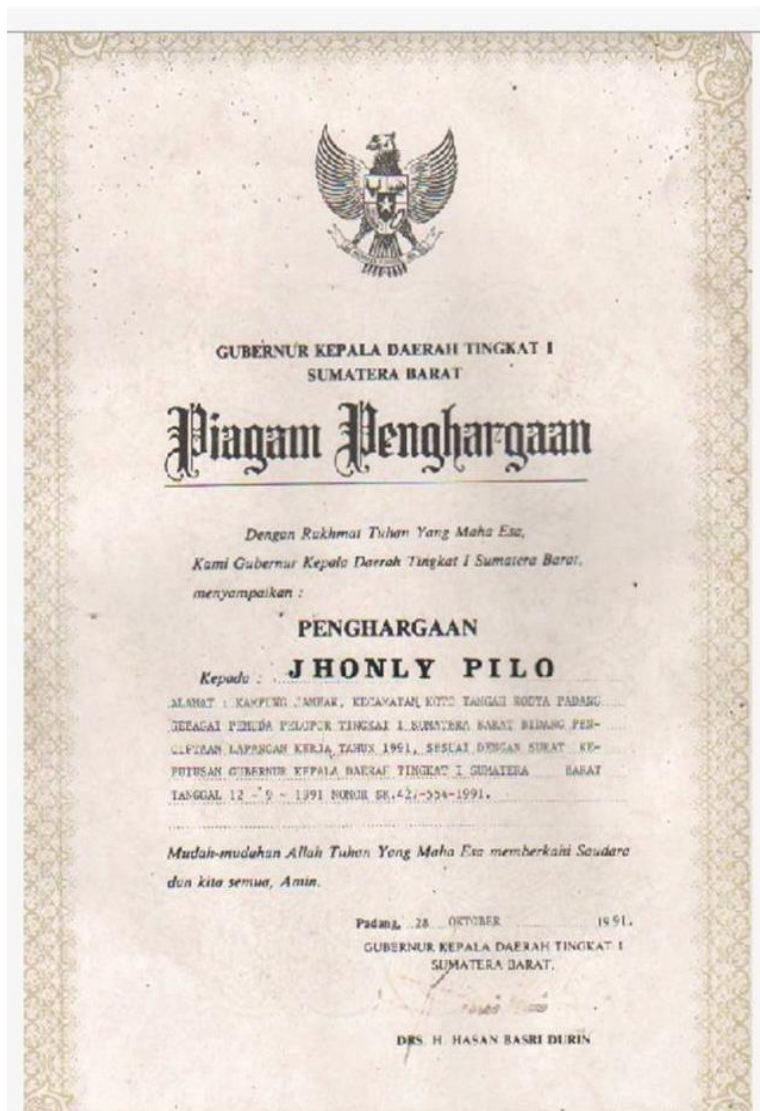 GUBERNUR KEPALA DAERAH TINGKAT I
SUMATERA BARAT
Piagam Penghargaan
Dengan Rakhmat Tuhan Yang Maha Esa,
Kami Gubernur Kepala Daerah Tingkat I Sumatera Barat,
menyampaikan :
PENGHARGAAN
Kepada : JHONLY PILO
ALAMAT : KAMPUNG JAMBAK, KECAMATAN KOTO TANGAH KODYA PADANG
SEBAGAI PEMUDA PELOPOR TINGKAT I SUMATERA BARAT BIDANG PEN-
CIPTAAN LAPANGAN KERJA TAHUN 1991, SESUAI DENGAN SURAT KE-
PUTUSAN GUBERNUR KEPALA DAERAH TINGKAT I SUMATERA BARAT
TANGGAL 12 - 9 - 1991 NOMOR
Mudah-mudahan Allah Tuhan Yang Maha Esa memberkahi Saudara
dan kita semua, Amin.
Padang, 28 OKTOBER 1991.
GUBERNUR KEPALA DAERAH TINGKAT I
SUMATERA BARAT.
DRS. H. HASAN BASRI DURIN